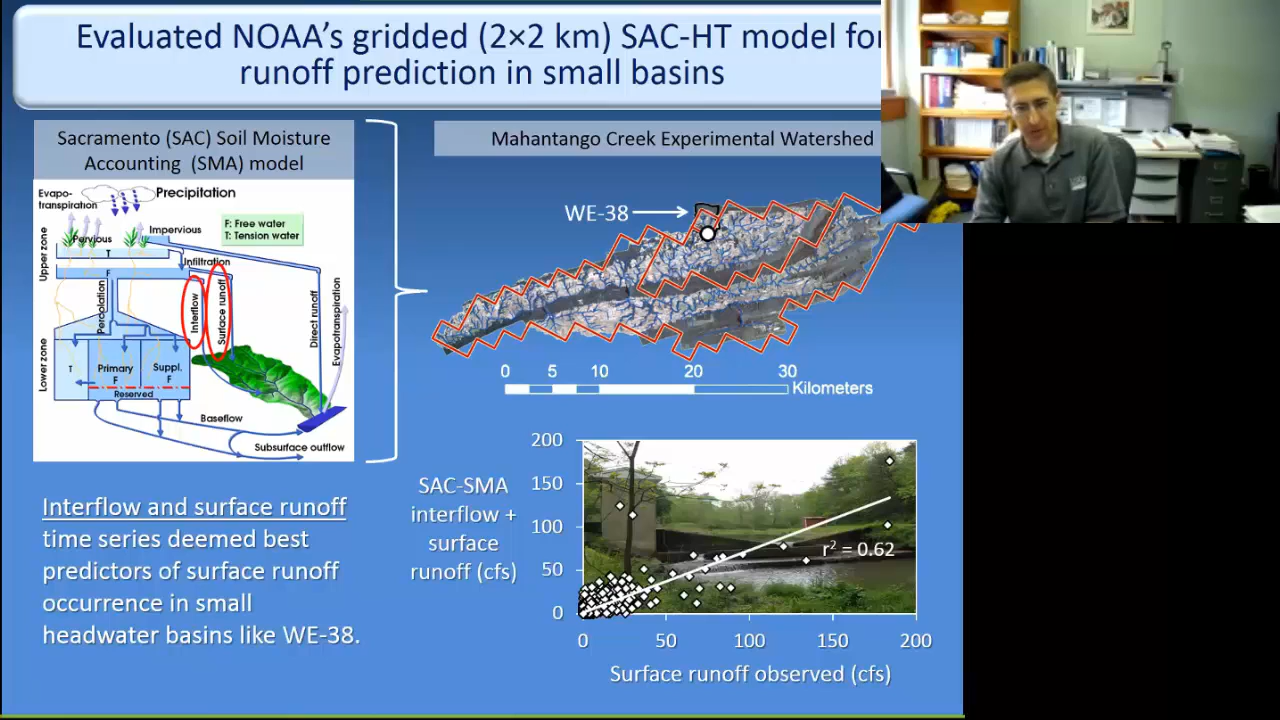 Evaluated NOAA's gridded (2×2 km) SAC-HT model for
runoff prediction in small basins
Sacramento (SAC) Soil Moisture
Accounting (SMA) model
Evapo-
transpiration
Precipitation
F: Free water
T: Tension water
Pervious
Impervious
Upper zone
T
Infiltration
F
Percolation
Interflow
Surface runoff
Direct runoff
Evapotranspiration
Lower zone
T
Primary
F
Suppl.
F
Reserved
Baseflow
Subsurface outflow
Mahantango Creek Experimental Watershed
WE-38
0 5 10 20 30
Kilometers
Interflow and surface runoff
time series deemed best
predictors of surface runoff
occurrence in small
headwater basins like WE-38.
SAC-SMA
interflow +
surface
runoff (cfs)
200
150
100
50
0
r² = 0.62
0 50 100 150 200
Surface runoff observed (cfs)